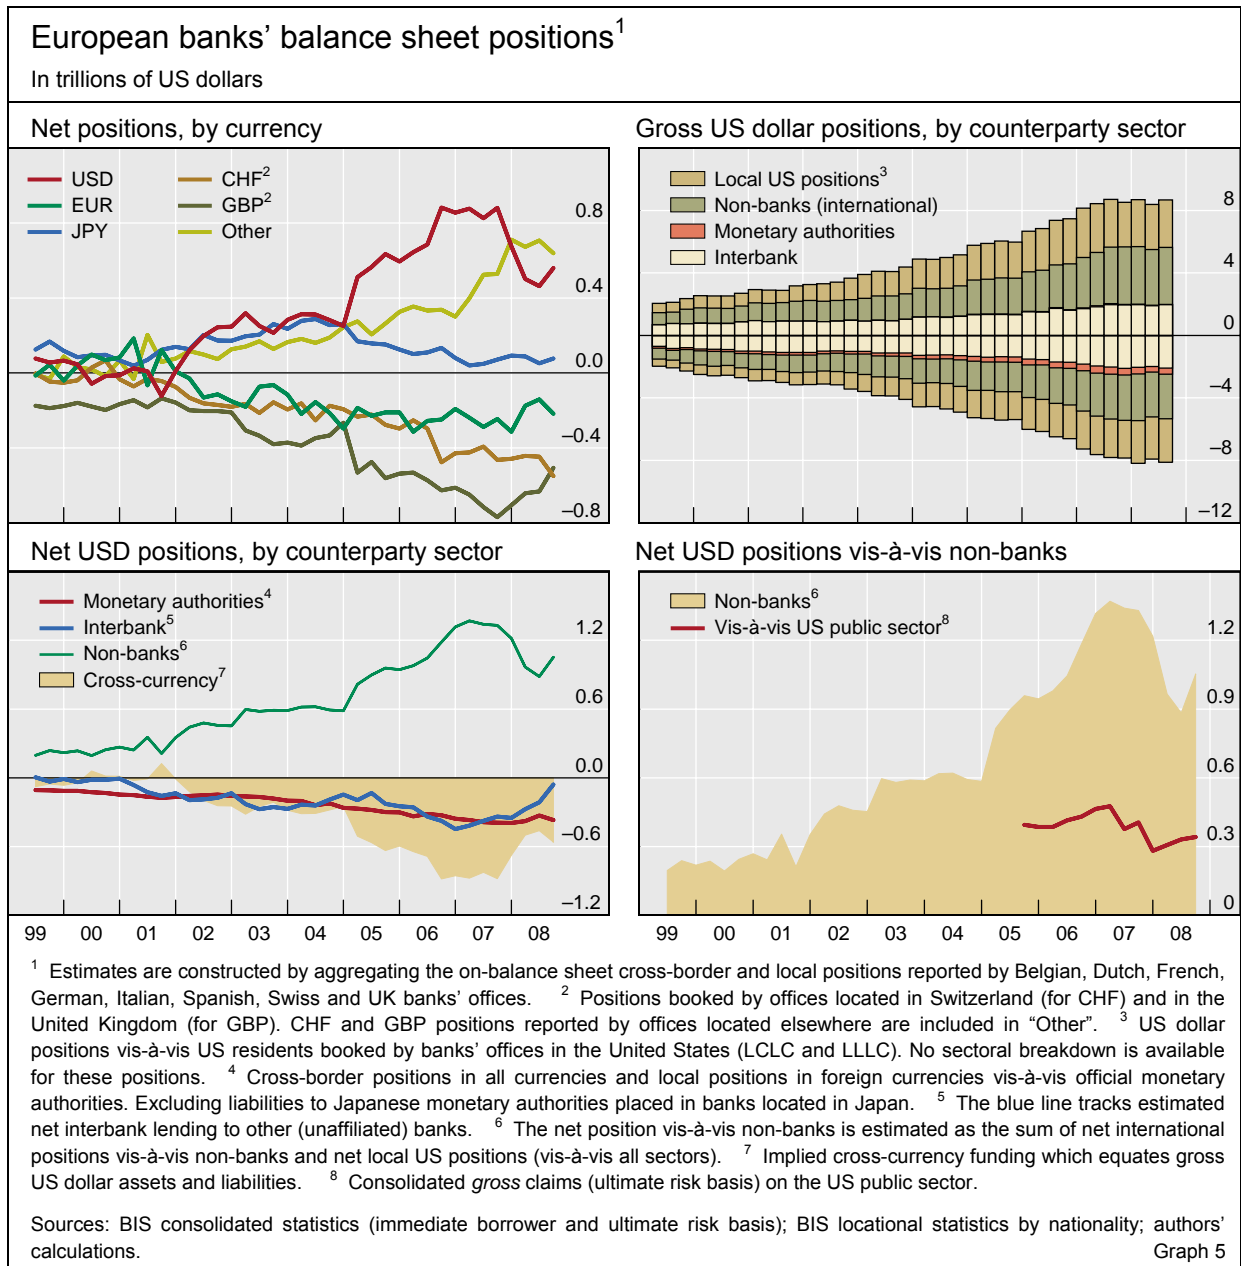 European banks’ balance sheet positions1
In trillions of US dollars
Net positions, by currency
USD
EUR
JPY
CHF2
GBP2
Other
0.8
0.4
0.0
–0.4
–0.8
Gross US dollar positions, by counterparty sector
Local US positions3
Non-banks (international)
Monetary authorities
Interbank
8
4
0
–4
–8
–12
Net USD positions, by counterparty sector
Monetary authorities4
Interbank5
Non-banks6
Cross-currency7
1.2
0.6
0.0
–0.6
–1.2
99 00 01 02 03 04 05 06 07 08
Net USD positions vis-à-vis non-banks
Non-banks6
Vis-à-vis US public sector8
1.2
0.9
0.6
0.3
0
99 00 01 02 03 04 05 06 07 08
1 Estimates are constructed by aggregating the on-balance sheet cross-border and local positions reported by Belgian, Dutch, French,
German, Italian, Spanish, Swiss and UK banks’ offices. 2 Positions booked by offices located in Switzerland (for CHF) and in the
United Kingdom (for GBP). CHF and GBP positions reported by offices located elsewhere are included in “Other”. 3 US dollar
positions vis-à-vis US residents booked by banks’ offices in the United States (LCLC and LLLC). No sectoral breakdown is available
for these positions. 4 Cross-border positions in all currencies and local positions in foreign currencies vis-à-vis official monetary
authorities. Excluding liabilities to Japanese monetary authorities placed in banks located in Japan. 5 The blue line tracks estimated
net interbank lending to other (unaffiliated) banks. 6 The net position vis-à-vis non-banks is estimated as the sum of net international
positions vis-à-vis non-banks and net local US positions (vis-à-vis all sectors). 7 Implied cross-currency funding which equates gross
US dollar assets and liabilities. 8 Consolidated gross claims (ultimate risk basis) on the US public sector.
Sources: BIS consolidated statistics (immediate borrower and ultimate risk basis); BIS locational statistics by nationality; authors’
calculations.
Graph 5